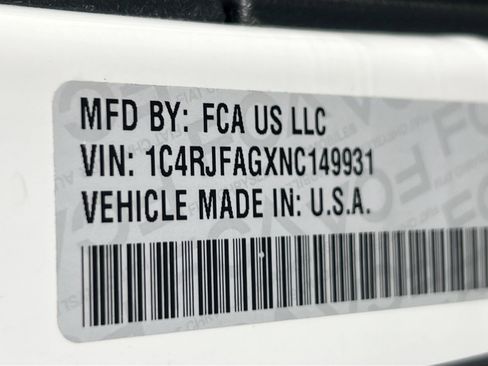 MFD BY: FCA US LLC
VIN: 1C4RJFAGXNC149931
VEHICLE MADE IN: U.S.A.